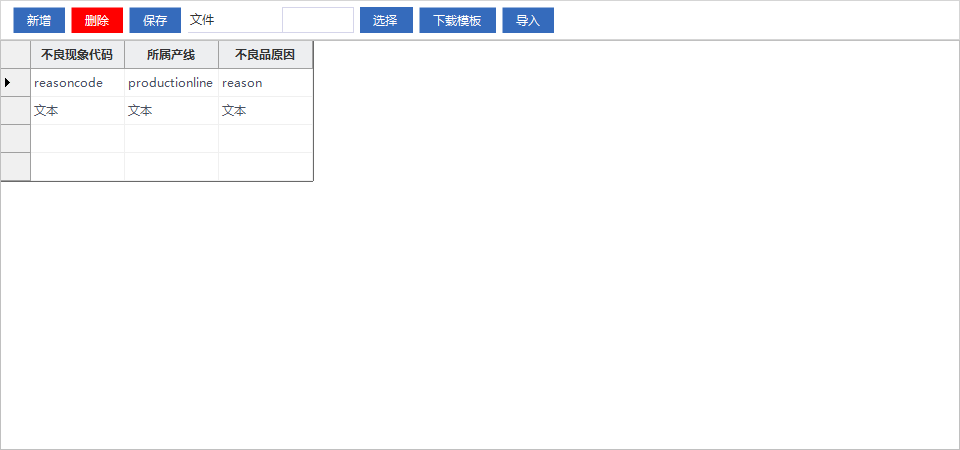 新增 删除 保存 文件 选择 下载模板 导入
不良现象代码 所属产线 不良品原因
reasoncode productionline reason
文本 文本 文本